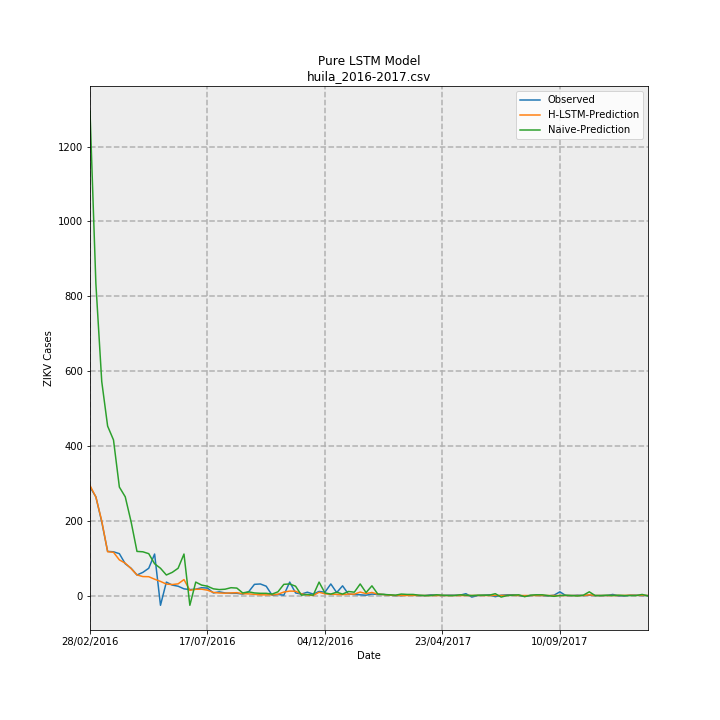 Pure LSTM Model
huila_2016-2017.csv
Observed
H-LSTM-Prediction
Naive-Prediction
1200
1000
800
600
400
200
0
ZIKV Cases
28/02/2016
17/07/2016
04/12/2016
23/04/2017
10/09/2017
Date